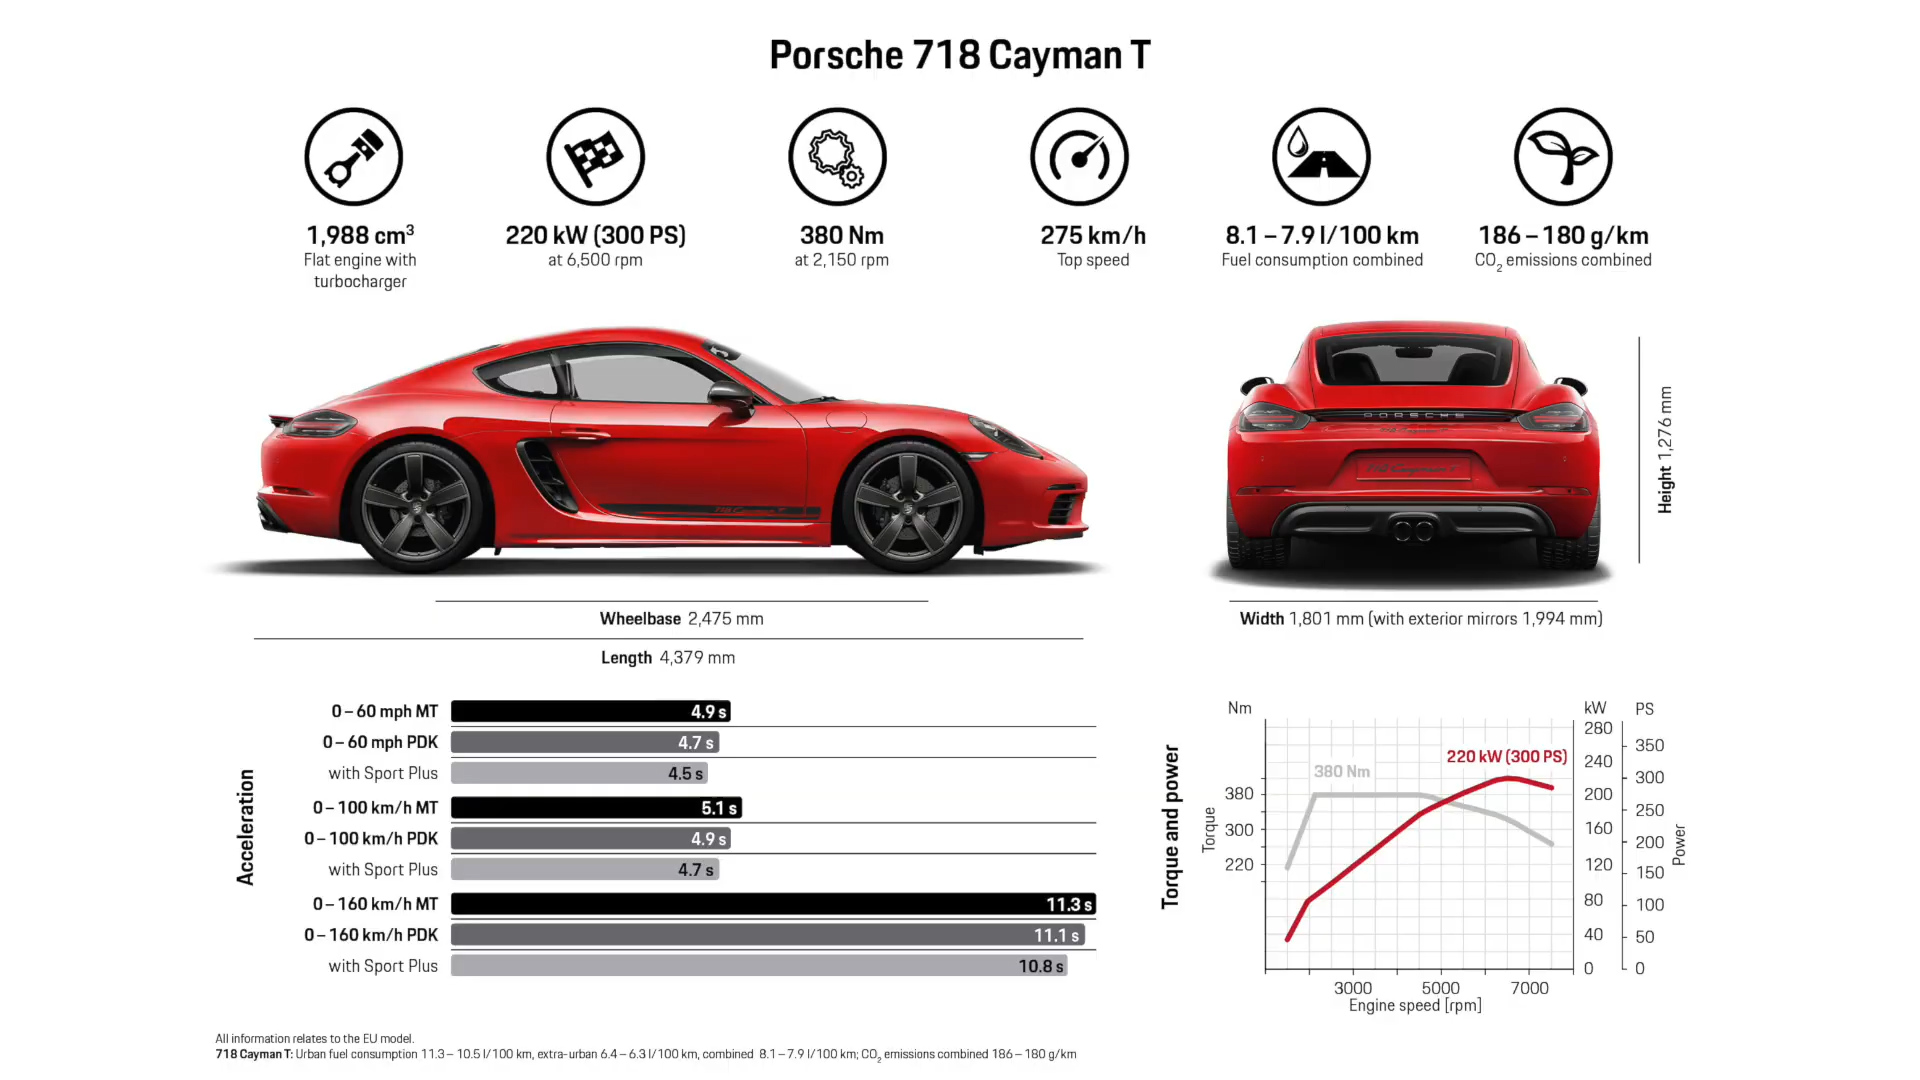 Porsche 718 Cayman T
1,988 cm³
Flat engine with
turbocharger
220 kW (300 PS)
at 6,500 rpm
380 Nm
at 2,150 rpm
275 km/h
Top speed
8.1 – 7.9 l/100 km
Fuel consumption combined
186 – 180 g/km
CO₂ emissions combined
718 Cayman T
PORSCHE
718 Cayman T
Height 1,276 mm
Wheelbase 2,475 mm
Length 4,379 mm
Width 1,801 mm (with exterior mirrors 1,994 mm)
Acceleration
0 – 60 mph MT 4.9 s
0 – 60 mph PDK 4.7 s
with Sport Plus 4.5 s
0 – 100 km/h MT 5.1 s
0 – 100 km/h PDK 4.9 s
with Sport Plus 4.7 s
0 – 160 km/h MT 11.3 s
0 – 160 km/h PDK 11.1 s
with Sport Plus 10.8 s
Torque and power
Nm
Torque
380
300
220
380 Nm
220 kW (300 PS)
kW
280
240
200
160
120
80
40
0
PS
350
300
250
200
150
100
50
0
Power
3000 5000 7000
Engine speed [rpm]
All information relates to the EU model.
718 Cayman T: Urban fuel consumption 11.3 – 10.5 l/100 km, extra-urban 6.4 – 6.3 l/100 km, combined 8.1 – 7.9 l/100 km; CO₂ emissions combined 186 – 180 g/km